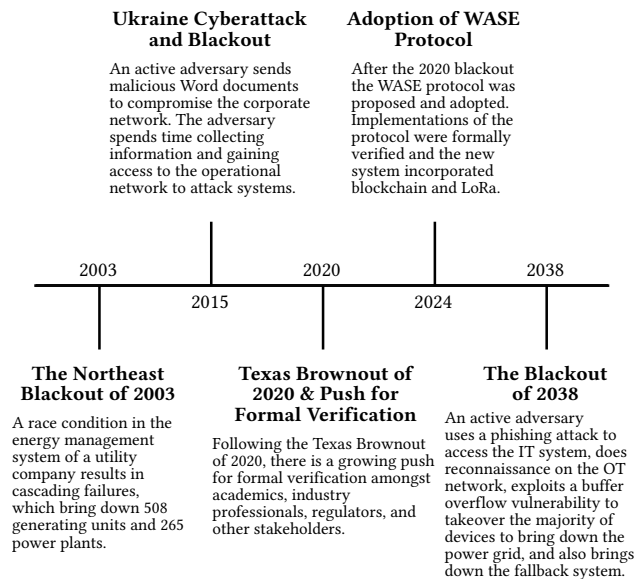 Ukraine Cyberattack
and Blackout
An active adversary sends
malicious Word documents
to compromise the corporate
network. The adversary
spends time collecting
information and gaining
access to the operational
network to attack systems.
Adoption of WASE
Protocol
After the 2020 blackout
the WASE protocol was
proposed and adopted.
Implementations of the
protocol were formally
verified and the new
system incorporated
blockchain and LoRa.
2003
2020
2038
2015
2024
The Northeast
Blackout of 2003
A race condition in the
energy management
system of a utility
company results in
cascading failures,
which bring down 508
generating units and 265
power plants.
Texas Brownout of
2020 & Push for
Formal Verification
Following the Texas Brownout
of 2020, there is a growing push
for formal verification amongst
academics, industry
professionals, regulators, and
other stakeholders.
The Blackout
of 2038
An active adversary
uses a phishing attack to
access the IT system, does
reconnaissance on the OT
network, exploits a buffer
overflow vulnerability to
takeover the majority of
devices to bring down the
power grid, and also brings
down the fallback system.